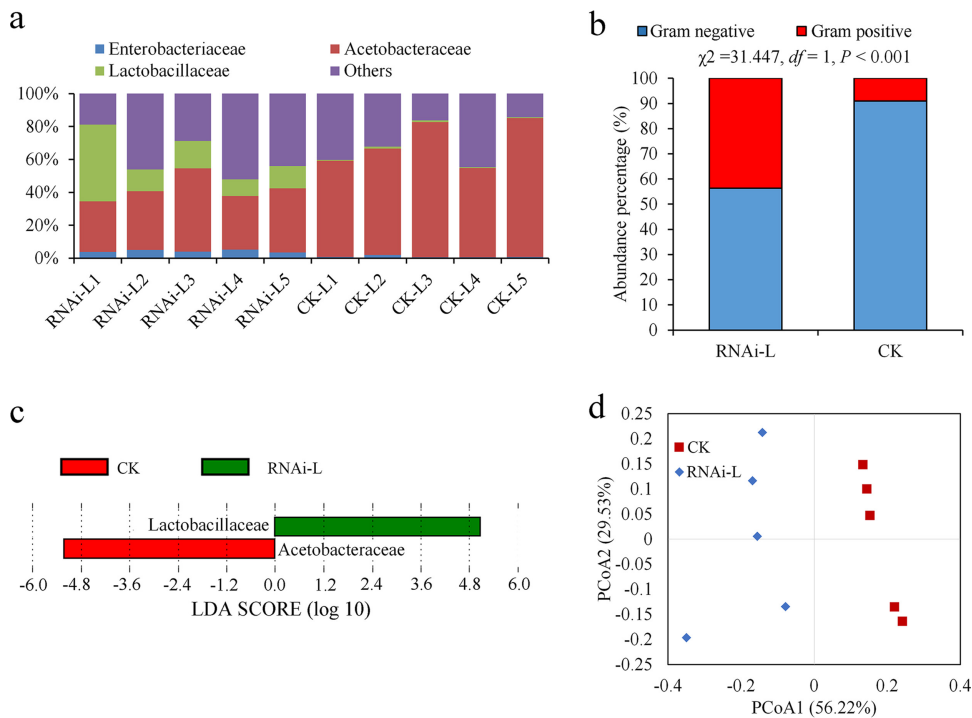 a
Enterobacteriaceae
Acetobacteraceae
Lactobacillaceae
Others
100%
80%
60%
40%
20%
0%
RNAi-L1
RNAi-L2
RNAi-L3
RNAi-L4
RNAi-L5
CK-L1
CK-L2
CK-L3
CK-L4
CK-L5
b
Gram negative
Gram positive
χ2 =31.447, df = 1, P < 0.001
Abundance percentage (%)
100
90
80
70
60
50
40
30
20
10
0
RNAi-L
CK
c
CK
RNAi-L
Lactobacillaceae
Acetobacteraceae
-6.0 -4.8 -3.6 -2.4 -1.2 0.0 1.2 2.4 3.6 4.8 6.0
LDA SCORE (log 10)
d
CK
RNAi-L
PCoA2 (29.53%)
0.25
0.2
0.15
0.1
0.05
0
-0.05
-0.1
-0.15
-0.2
-0.25
-0.4 -0.2 0 0.2 0.4
PCoA1 (56.22%)